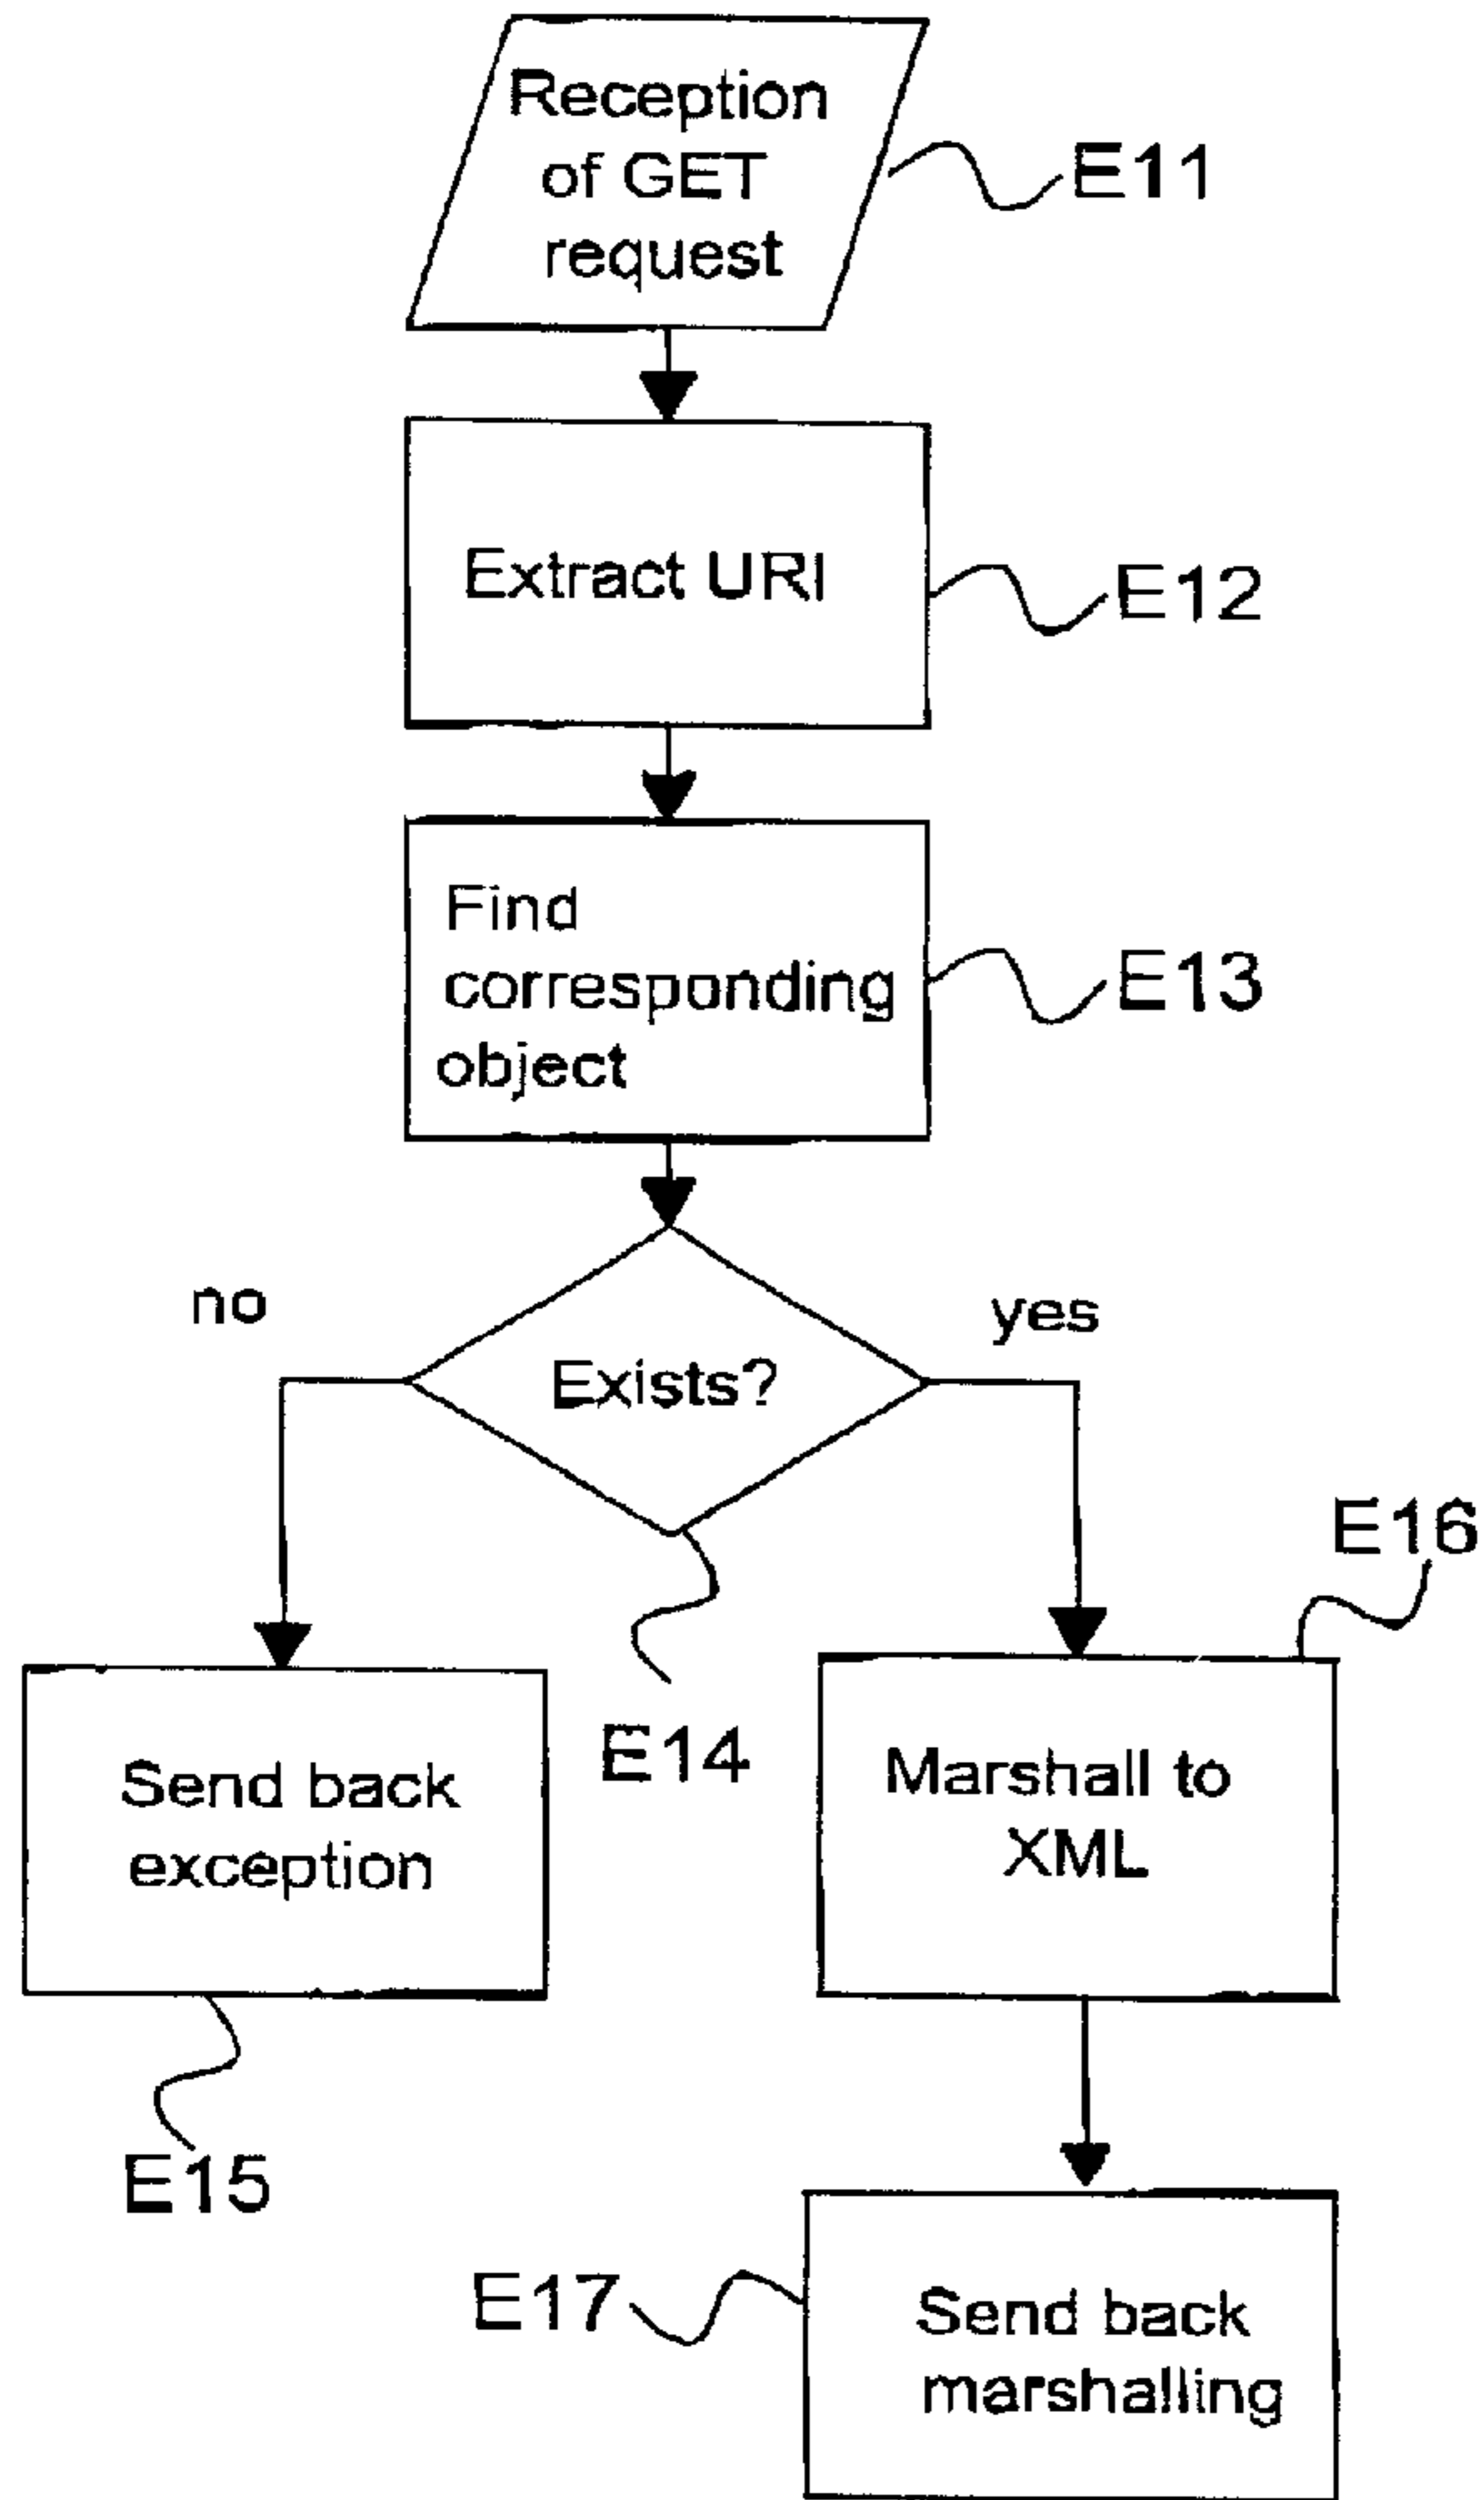 Reception
of GET
request
E11
Extract URI
E12
Find
corresponding
object
E13
no
yes
Exists?
E16
E14
Send back
exception
Marshall to
XML
E15
E17
Send back
marshalling